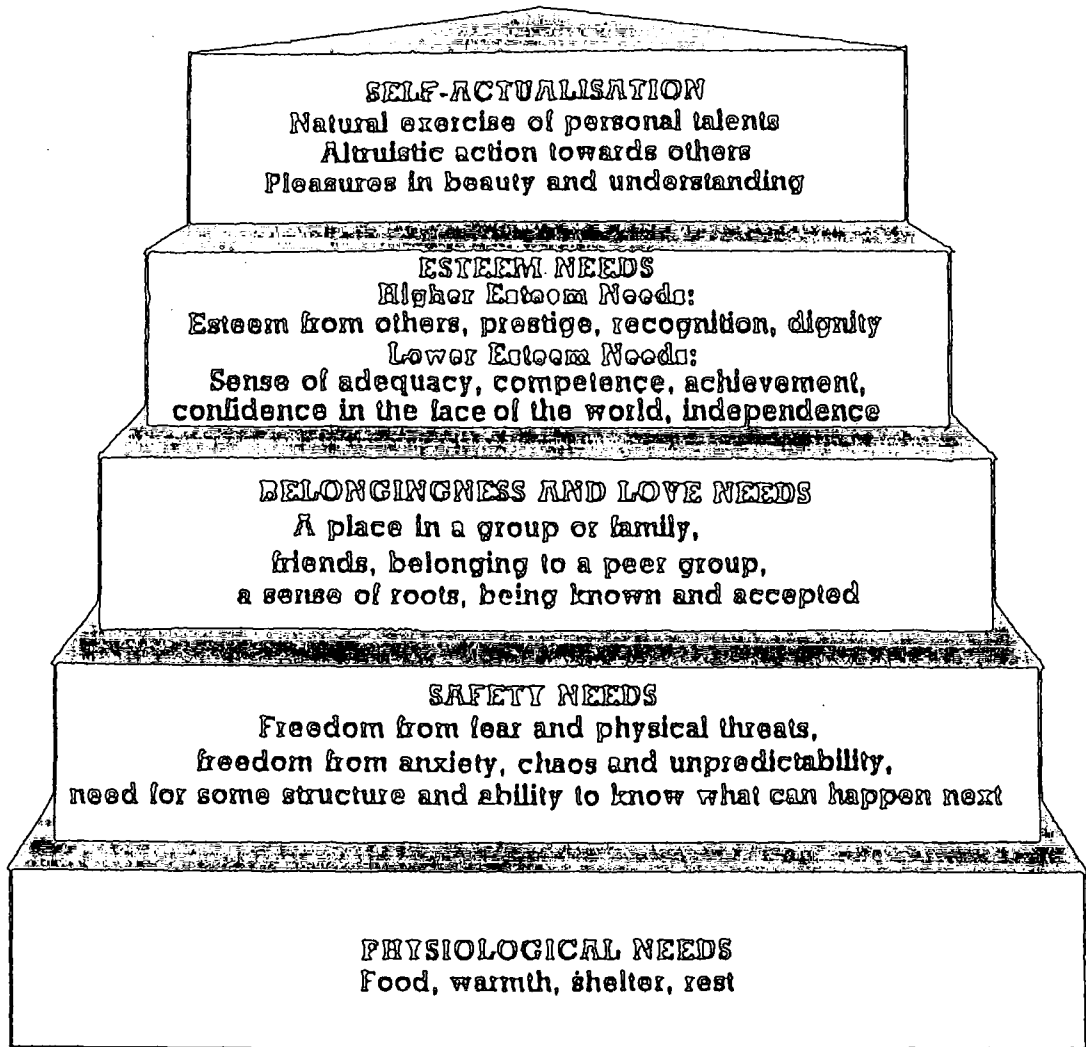 SELF-ACTUALISATION
Natural exercise of personal talents
Altruistic action towards others
Pleasures in beauty and understanding
ESTEEM NEEDS
Higher Esteem Needs:
Esteem from others, prestige, recognition, dignity
Lower Esteem Needs:
Sense of adequacy, competence, achievement,
confidence in the face of the world, independence
BELONGINGNESS AND LOVE NEEDS
A place in a group or family,
friends, belonging to a peer group,
a sense of roots, being known and accepted
SAFETY NEEDS
Freedom from fear and physical threats,
freedom from anxiety, chaos and unpredictability,
need for some structure and ability to know what can happen next
PHYSIOLOGICAL NEEDS
Food, warmth, shelter, rest